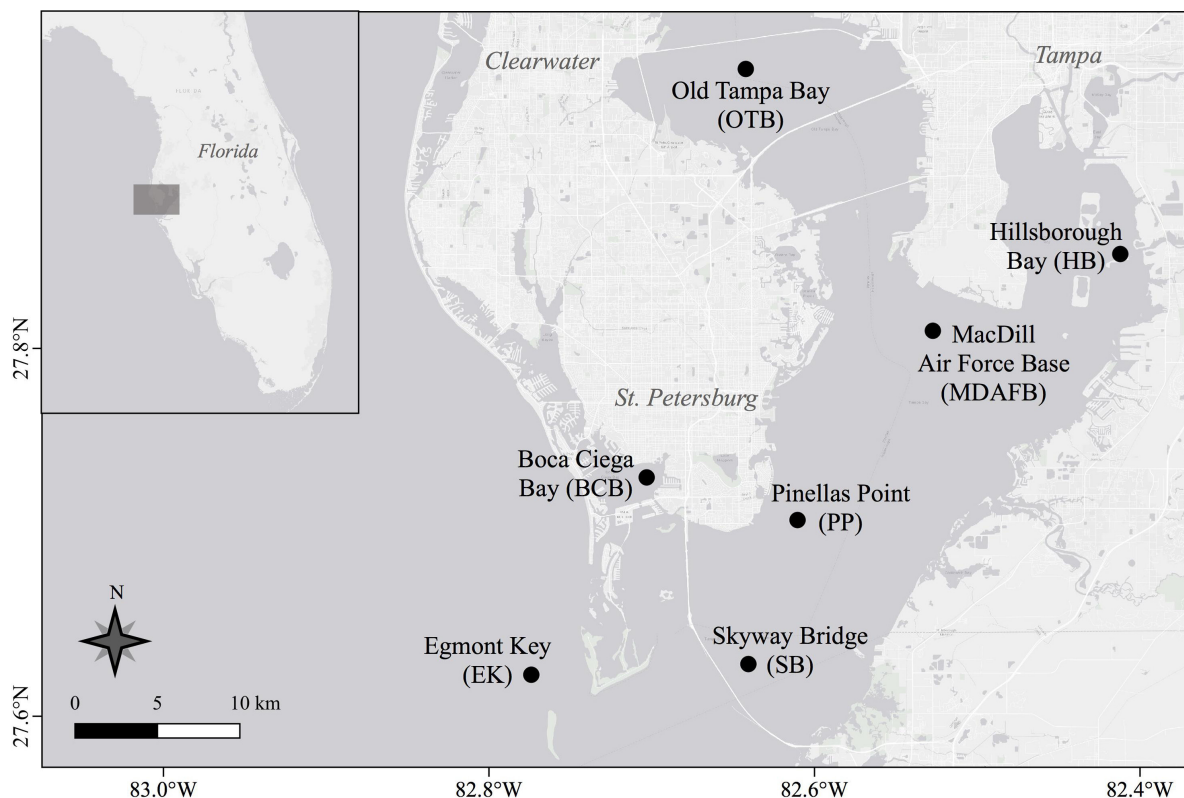 Clearwater
Tampa
Old Tampa Bay
(OTB)
Florida
Hillsborough
Bay (HB)
MacDill
Air Force Base
(MDAFB)
27.8°N
St. Petersburg
Boca Ciega
Bay (BCB)
Pinellas Point
(PP)
N
Skyway Bridge
(SB)
Egmont Key
(EK)
0 5 10 km
27.6°N
83.0°W 82.8°W 82.6°W 82.4°W